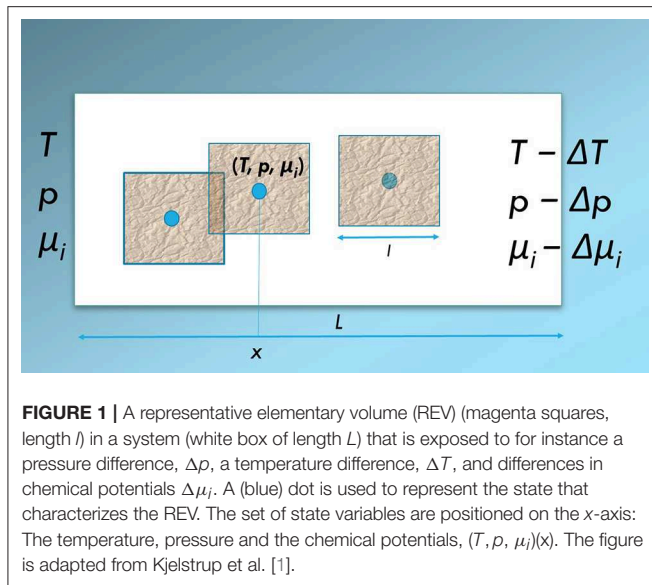 T
p
μi
(T, p, μi)
T − ΔT
p − Δp
μi − Δμi
l
L
x
FIGURE 1 | A representative elementary volume (REV) (magenta squares,
length l) in a system (white box of length L) that is exposed to for instance a
pressure difference, Δp, a temperature difference, ΔT, and differences in
chemical potentials Δμi. A (blue) dot is used to represent the state that
characterizes the REV. The set of state variables are positioned on the x-axis:
The temperature, pressure and the chemical potentials, (T, p, μi)(x). The figure
is adapted from Kjelstrup et al. [1].